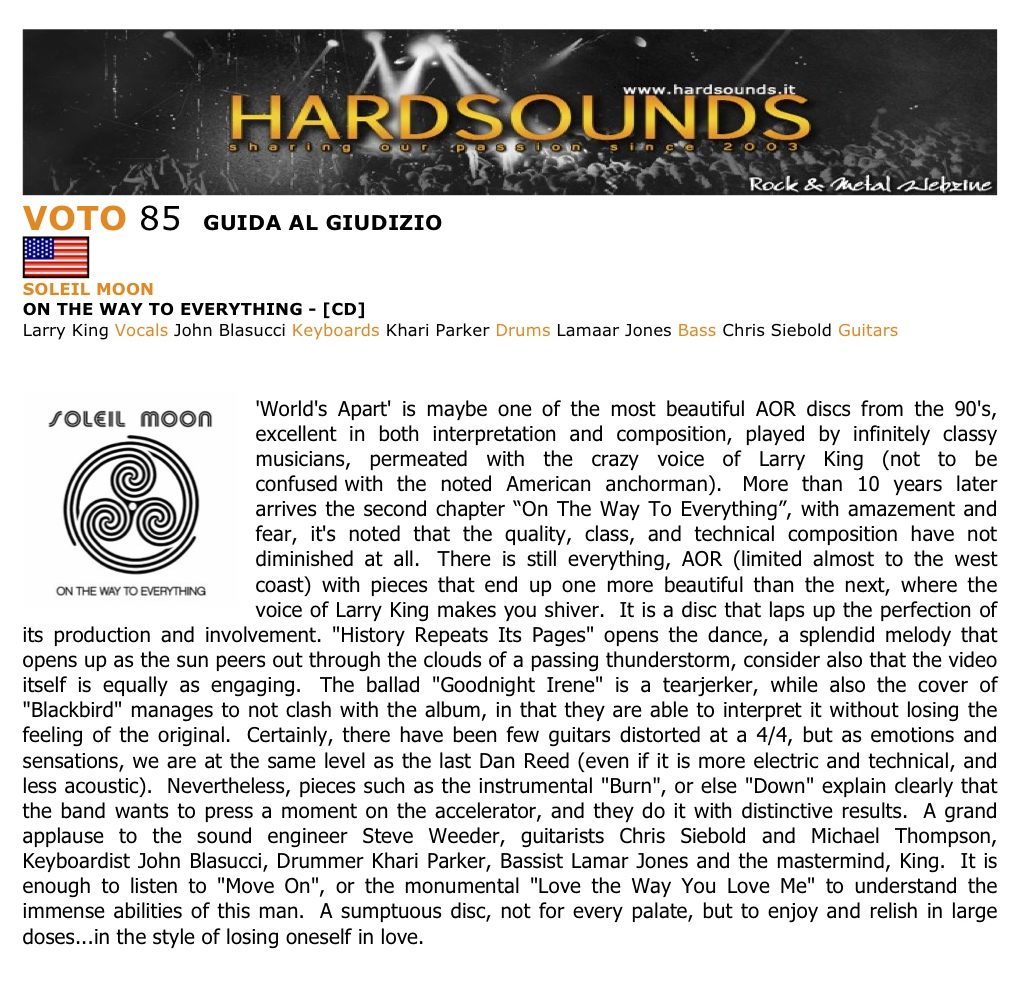 www.hardsounds.it
HARDSOUNDS
sharing our passion since 2003
Rock & Metal Webzine
VOTO 85 GUIDA AL GIUDIZIO
SOLEIL MOON
ON THE WAY TO EVERYTHING - [CD]
Larry King Vocals John Blasucci Keyboards Khari Parker Drums Lamaar Jones Bass Chris Siebold Guitars
SOLEIL MOON
ON THE WAY TO EVERYTHING
'World's Apart' is maybe one of the most beautiful AOR discs from the 90's,
excellent in both interpretation and composition, played by infinitely classy
musicians, permeated with the crazy voice of Larry King (not to be
confused with the noted American anchorman). More than 10 years later
arrives the second chapter “On The Way To Everything”, with amazement and
fear, it's noted that the quality, class, and technical composition have not
diminished at all. There is still everything, AOR (limited almost to the west
coast) with pieces that end up one more beautiful than the next, where the
voice of Larry King makes you shiver. It is a disc that laps up the perfection of
its production and involvement. "History Repeats Its Pages" opens the dance, a splendid melody that
opens up as the sun peers out through the clouds of a passing thunderstorm, consider also that the video
itself is equally as engaging. The ballad "Goodnight Irene" is a tearjerker, while also the cover of
"Blackbird" manages to not clash with the album, in that they are able to interpret it without losing the
feeling of the original. Certainly, there have been few guitars distorted at a 4/4, but as emotions and
sensations, we are at the same level as the last Dan Reed (even if it is more electric and technical, and
less acoustic). Nevertheless, pieces such as the instrumental "Burn", or else "Down" explain clearly that
the band wants to press a moment on the accelerator, and they do it with distinctive results. A grand
applause to the sound engineer Steve Weeder, guitarists Chris Siebold and Michael Thompson,
Keyboardist John Blasucci, Drummer Khari Parker, Bassist Lamar Jones and the mastermind, King. It is
enough to listen to "Move On", or the monumental "Love the Way You Love Me" to understand the
immense abilities of this man. A sumptuous disc, not for every palate, but to enjoy and relish in large
doses...in the style of losing oneself in love.